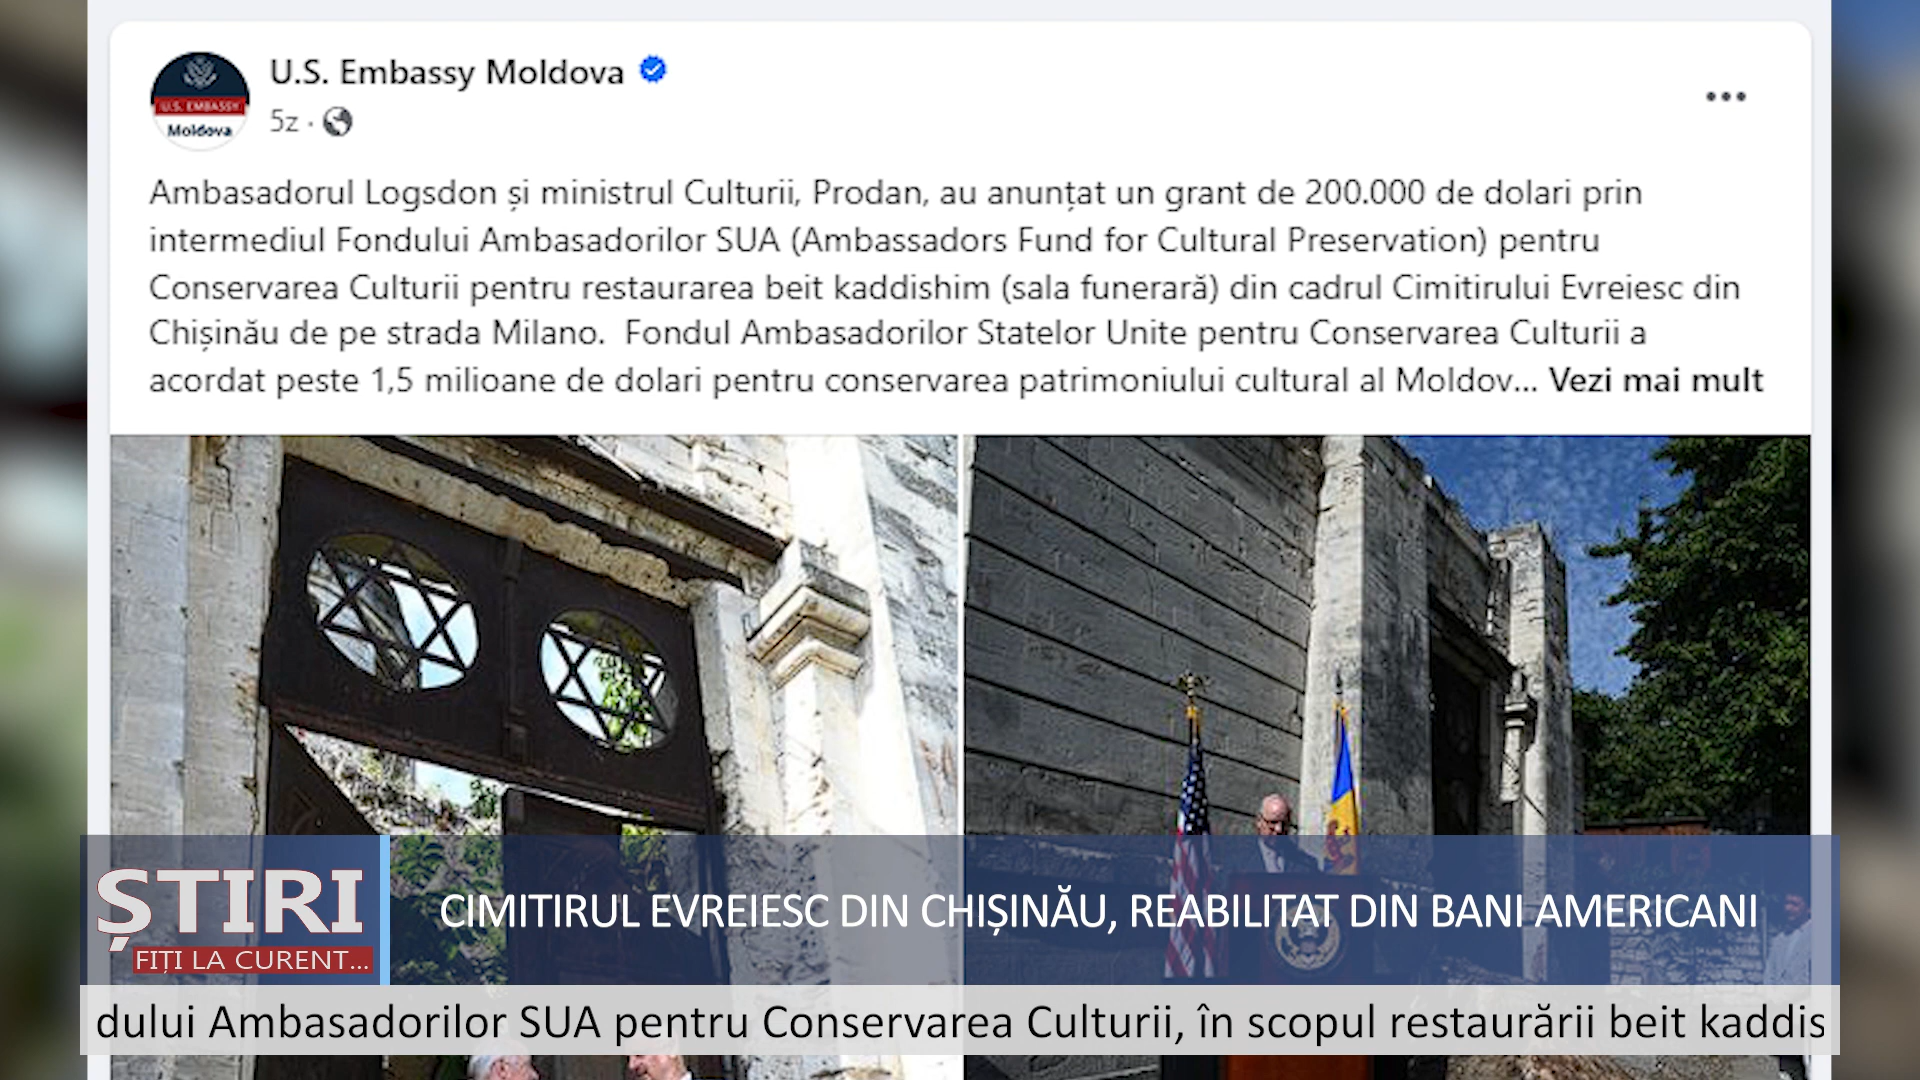 U.S. Embassy Moldova
5z ·
U.S. EMBASSY
Moldova
Ambasadorul Logsdon și ministrul Culturii, Prodan, au anunțat un grant de 200.000 de dolari prin
intermediul Fondului Ambasadorilor SUA (Ambassadors Fund for Cultural Preservation) pentru
Conservarea Culturii pentru restaurarea beit kaddishim (sala funerară) din cadrul Cimitirului Evreiesc din
Chișinău de pe strada Milano. Fondul Ambasadorilor Statelor Unite pentru Conservarea Culturii a
acordat peste 1,5 milioane de dolari pentru conservarea patrimoniului cultural al Moldov... Vezi mai mult
ȘTIRI
FIȚI LA CURENT...
CIMITIRUL EVREIESC DIN CHIȘINĂU, REABILITAT DIN BANI AMERICANI
dului Ambasadorilor SUA pentru Conservarea Culturii, în scopul restaurării beit kaddis